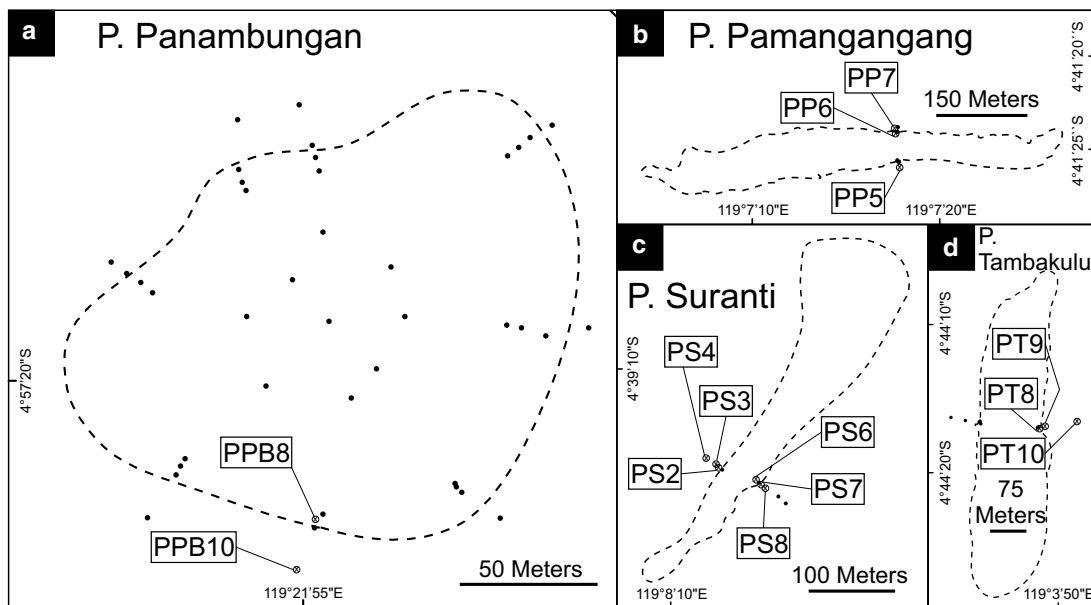 a
P. Panambungan
4°57'20"S
PPB8
PPB10
119°21'55"E
50 Meters
b
P. Pamangangang
PP7
PP6
150 Meters
PP5
4°41'20´´S
4°41'25´´S
119°7'10"E
119°7'20"E
c
P. Suranti
4°39'10"S
PS4
PS3
PS6
PS2
PS7
PS8
100 Meters
119°8'10"E
d
P.
Tambakulu
4°44'10"S
PT9
PT8
PT10
4°44'20"S
75
Meters
119°3'50"E